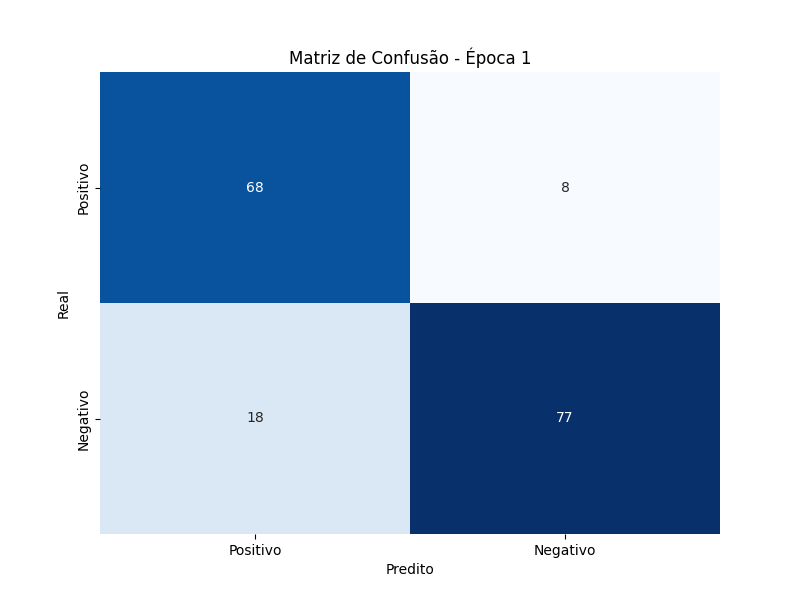 Matriz de Confusão - Época 1
Positivo
68
8
Real
Negativo
18
77
Positivo
Negativo
Predito